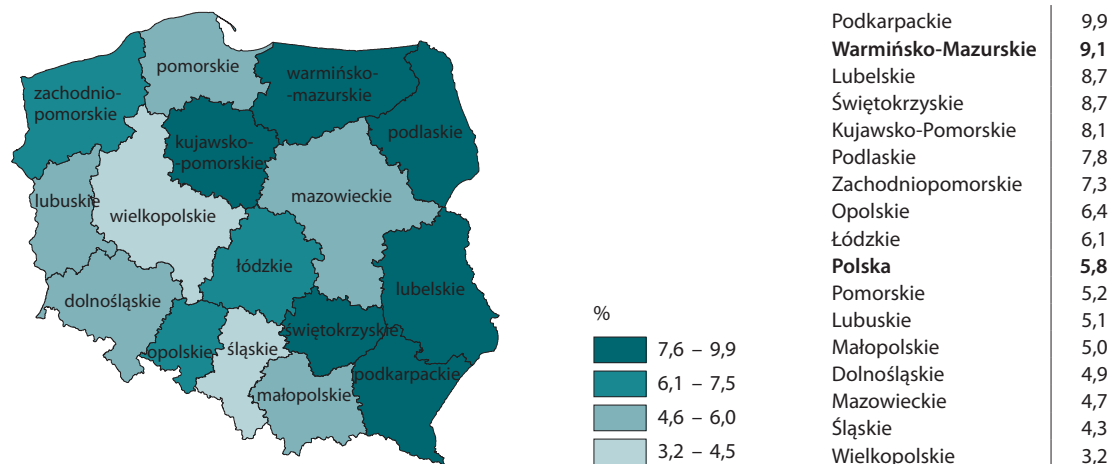 pomorskie
warmińsko-
-mazurskie
zachodnio-
pomorskie
podlaskie
kujawsko-
-pomorskie
lubuskie
wielkopolskie
mazowieckie
łódzkie
lubelskie
dolnośląskie
świętokrzyskie
opolskie
śląskie
podkarpackie
małopolskie
%
7,6 – 9,9
6,1 – 7,5
4,6 – 6,0
3,2 – 4,5
Podkarpackie 9,9
Warmińsko-Mazurskie 9,1
Lubelskie 8,7
Świętokrzyskie 8,7
Kujawsko-Pomorskie 8,1
Podlaskie 7,8
Zachodniopomorskie 7,3
Opolskie 6,4
Łódzkie 6,1
Polska 5,8
Pomorskie 5,2
Lubuskie 5,1
Małopolskie 5,0
Dolnośląskie 4,9
Mazowieckie 4,7
Śląskie 4,3
Wielkopolskie 3,2